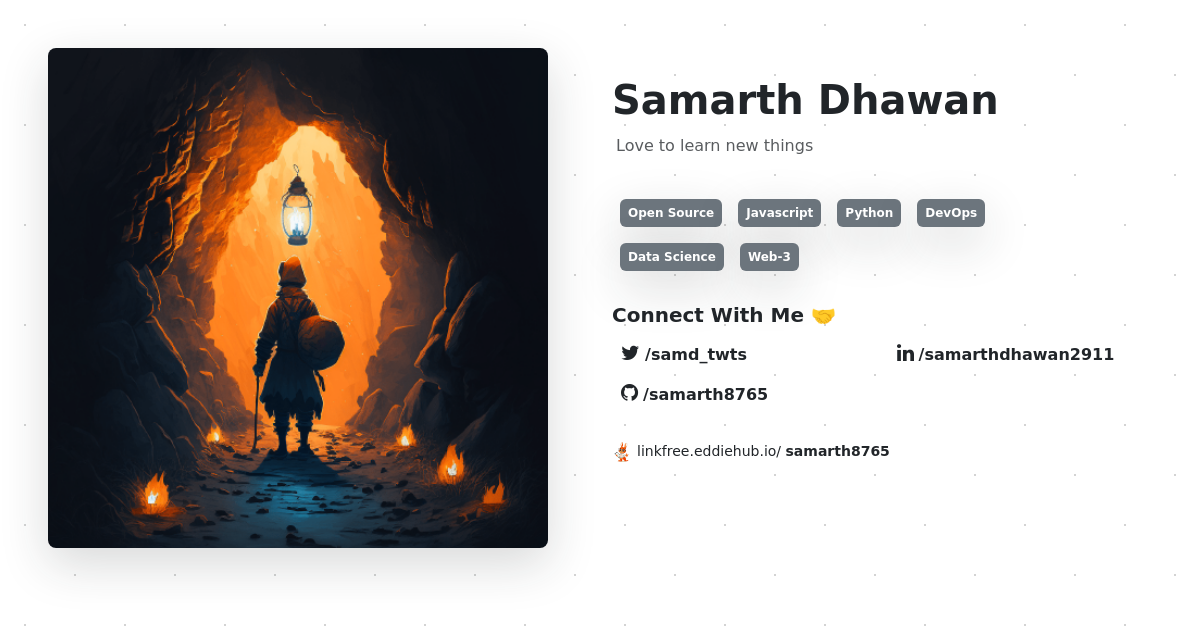 Samarth Dhawan
Love to learn new things
Open Source Javascript Python DevOps
Data Science Web-3
Connect With Me 🤝
/samd_twts /samarthdhawan2911
/samarth8765
linkfree.eddiehub.io/ samarth8765